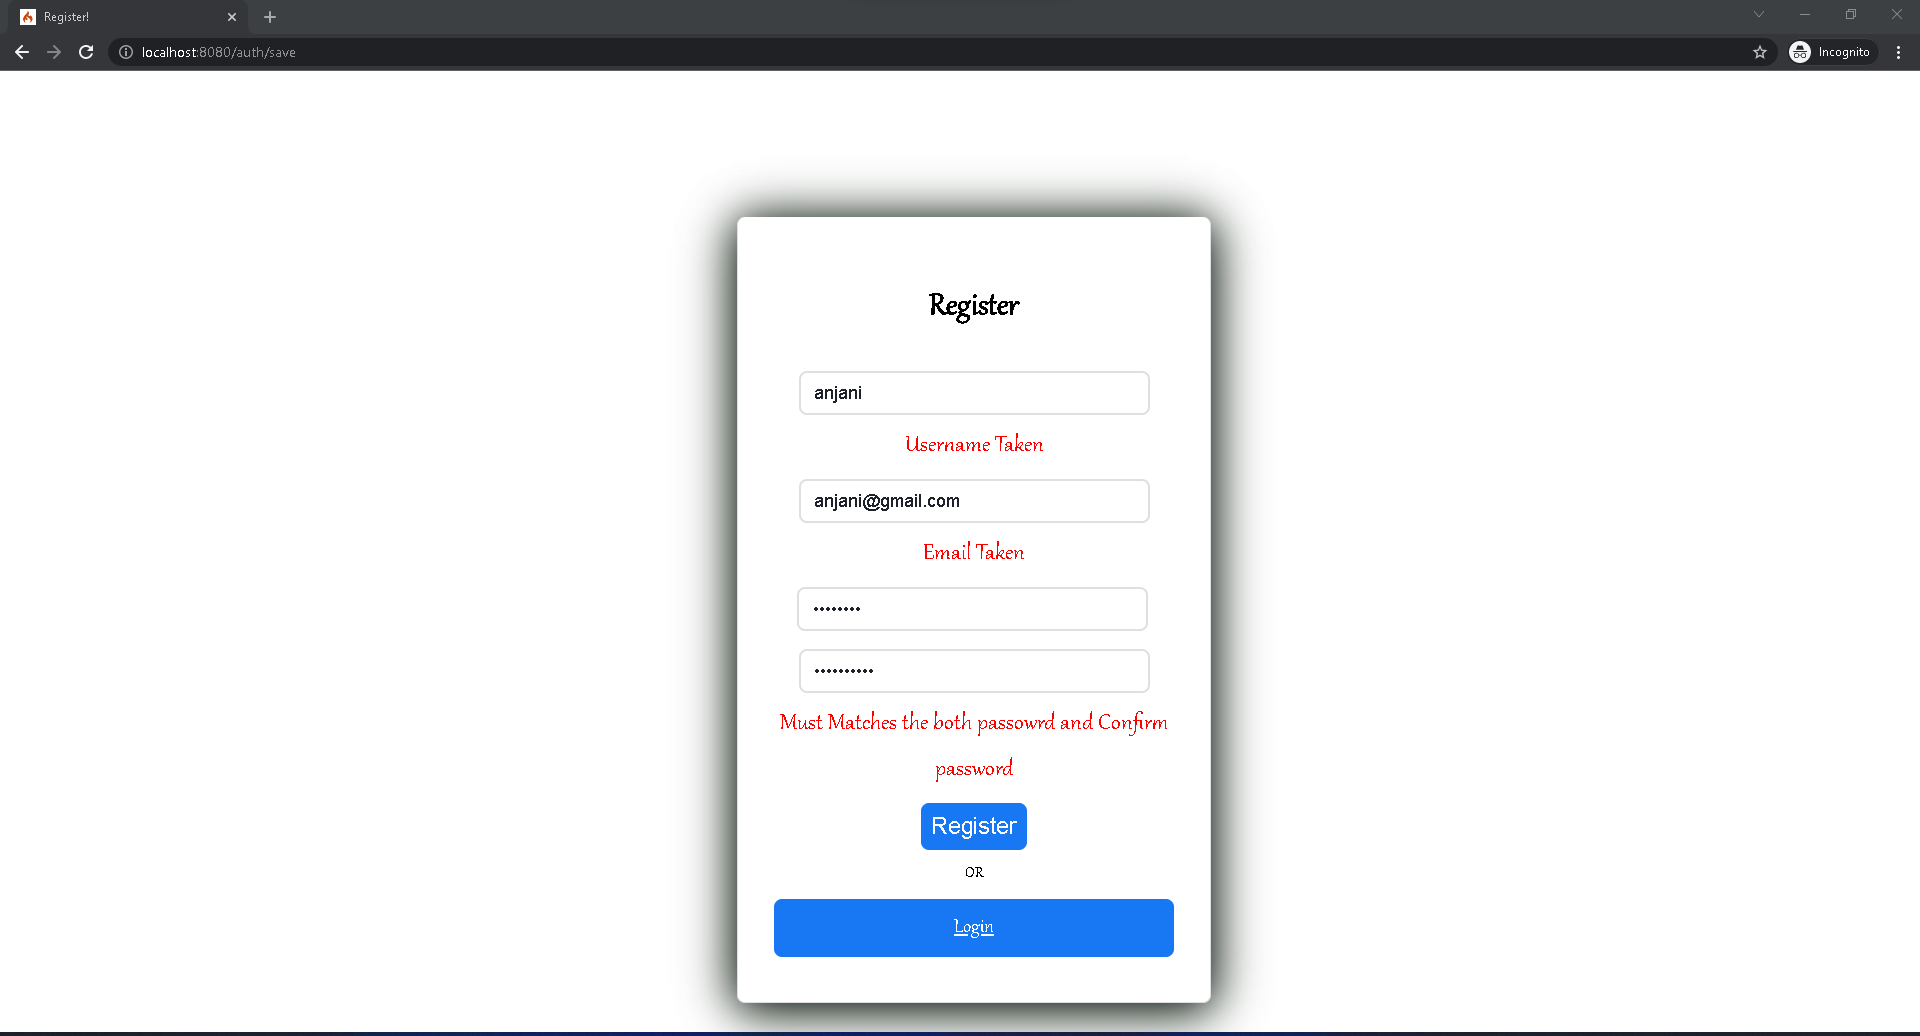 Register!
localhost:8080/auth/save
Incognito
Register
anjani
Username Taken
anjani@gmail.com
Email Taken
••••••••
••••••••••
Must Matches the both passowrd and Confirm
password
Register
OR
Login